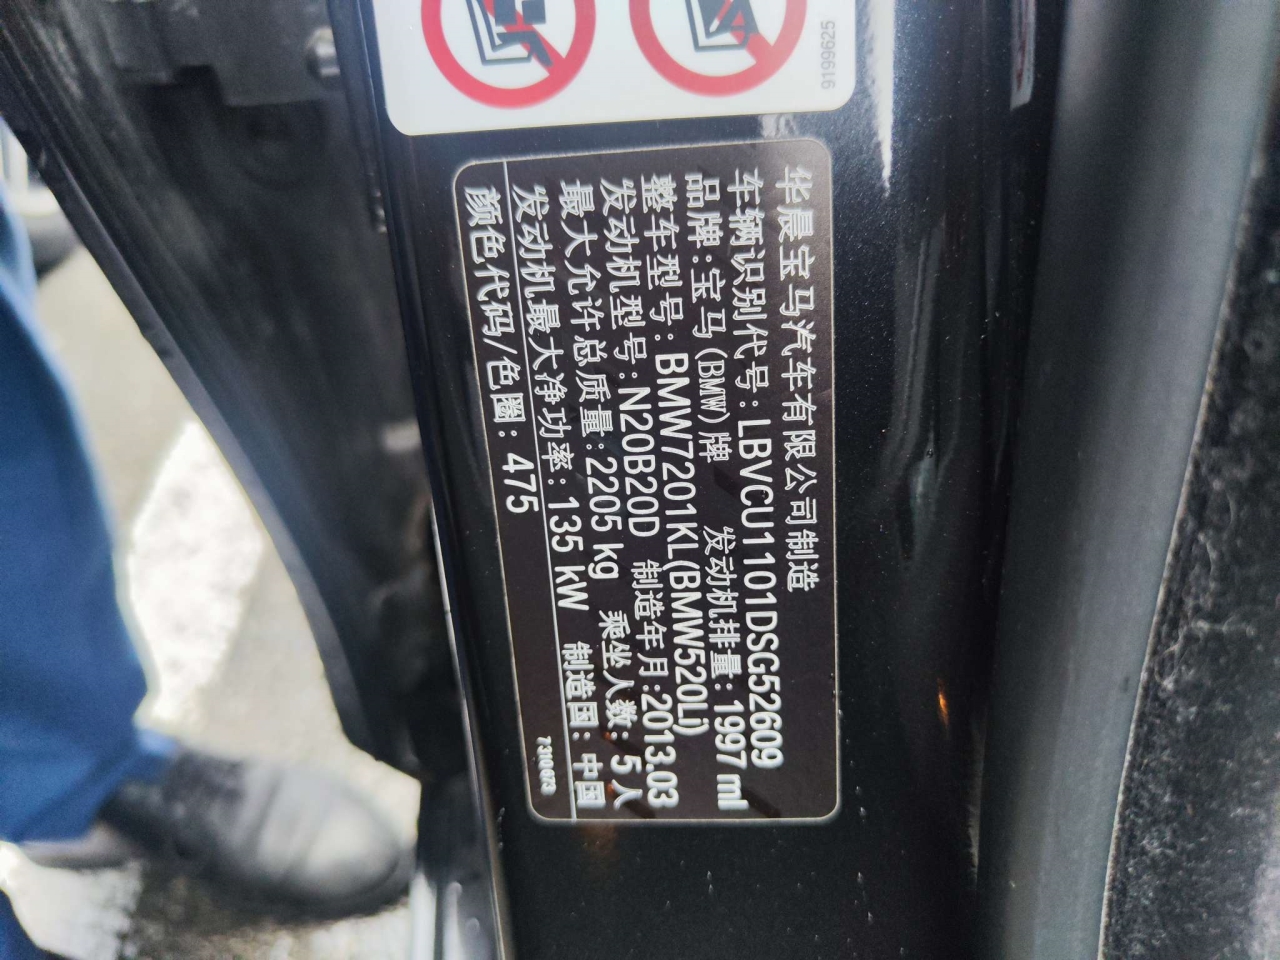 9199625
华晨宝马汽车有限公司制造
车辆识别代号:LBVCU1101DSG52609
品牌:宝马(BMW)牌 发动机排量:1997 ml
整车型号:BMW7201KL(BMW520Li)
发动机型号:N20B20D 制造年月:2013.03
最大允许总质量:2205 kg 乘坐人数:5人
发动机最大净功率:135 kW 制造国:中国
颜色代码/色圈:475